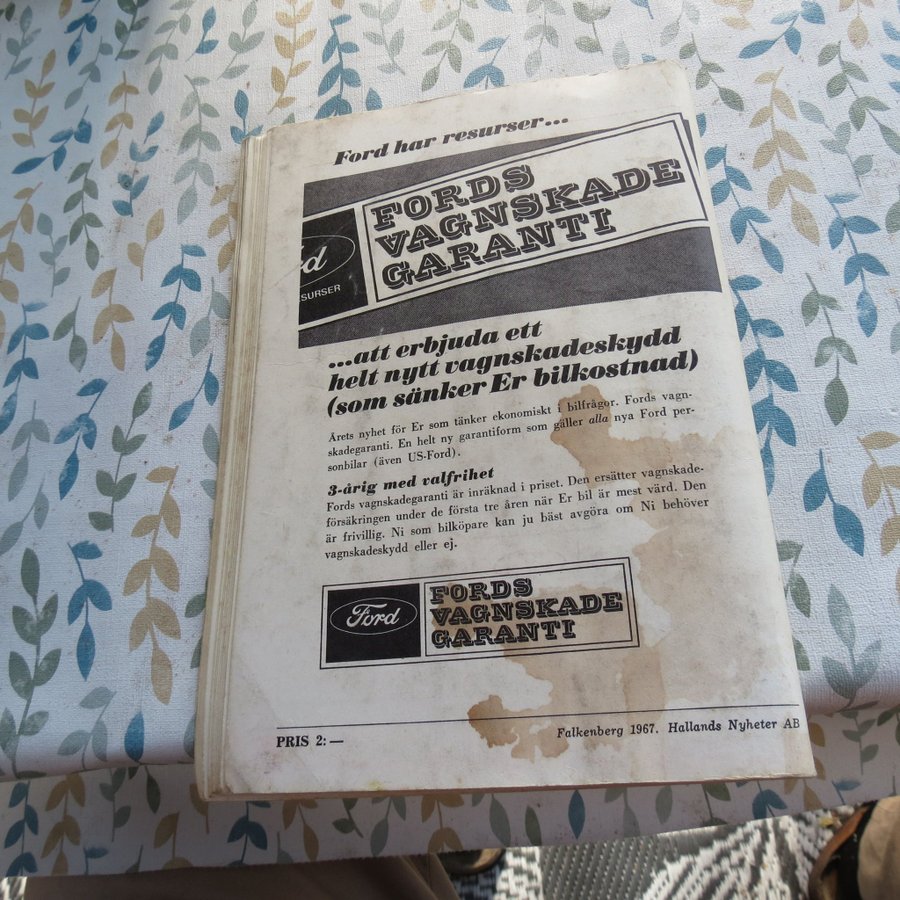 Ford har resurser...
FORDS
VAGNSKADE
GARANTI
...att erbjuda ett
helt nytt vagnskadeskydd
(som sänker Er bilkostnad)
Årets nyhet för Er som tänker ekonomiskt i bilfrågor. Fords vagn-
skadegaranti. En helt ny garantiform som gäller alla nya Ford per-
sonbilar (även US-Ford).
3-årig med valfrihet
Fords vagnskadegaranti är inräknad i priset. Den ersätter vagnskade-
försäkringen under de första tre åren när Er bil är mest värd. Den
är frivillig. Ni som bilköpare kan ju bäst avgöra om Ni behöver
vagnskadeskydd eller ej.
Ford
FORDS
VAGNSKADE
GARANTI
PRIS 2:—
Falkenberg 1967. Hallands Nyheter AB